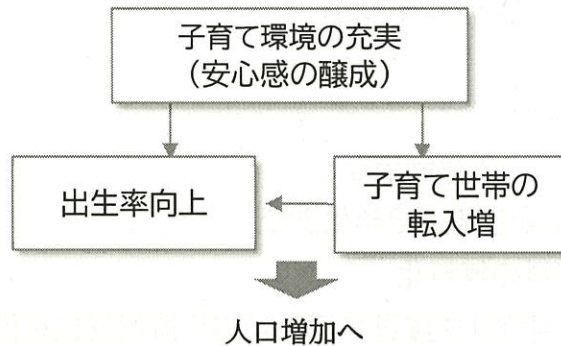 子育て環境の充実
（安心感の醸成）
出生率向上
子育て世帯の
転入増
人口増加へ